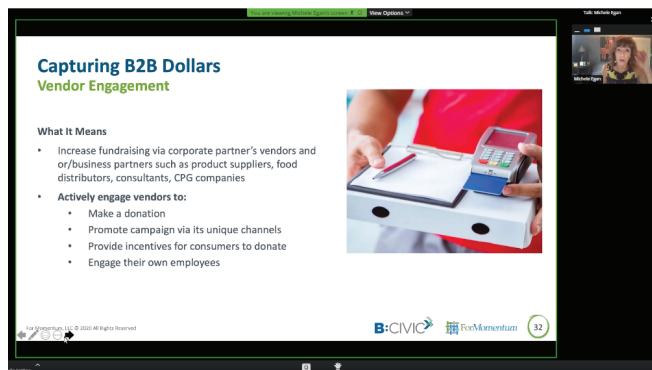 You are viewing Michele Egan's screen
View Options
Talk: Michele Egan
Michele Egan
Capturing B2B Dollars
Vendor Engagement
What It Means
• Increase fundraising via corporate partner's vendors and
or/business partners such as product suppliers, food
distributors, consultants, CPG companies
• Actively engage vendors to:
• Make a donation
• Promote campaign via its unique channels
• Provide incentives for consumers to donate
• Engage their own employees
For Momentum, LLC © 2020 All Rights Reserved
B:CIVIC
ForMomentum
32